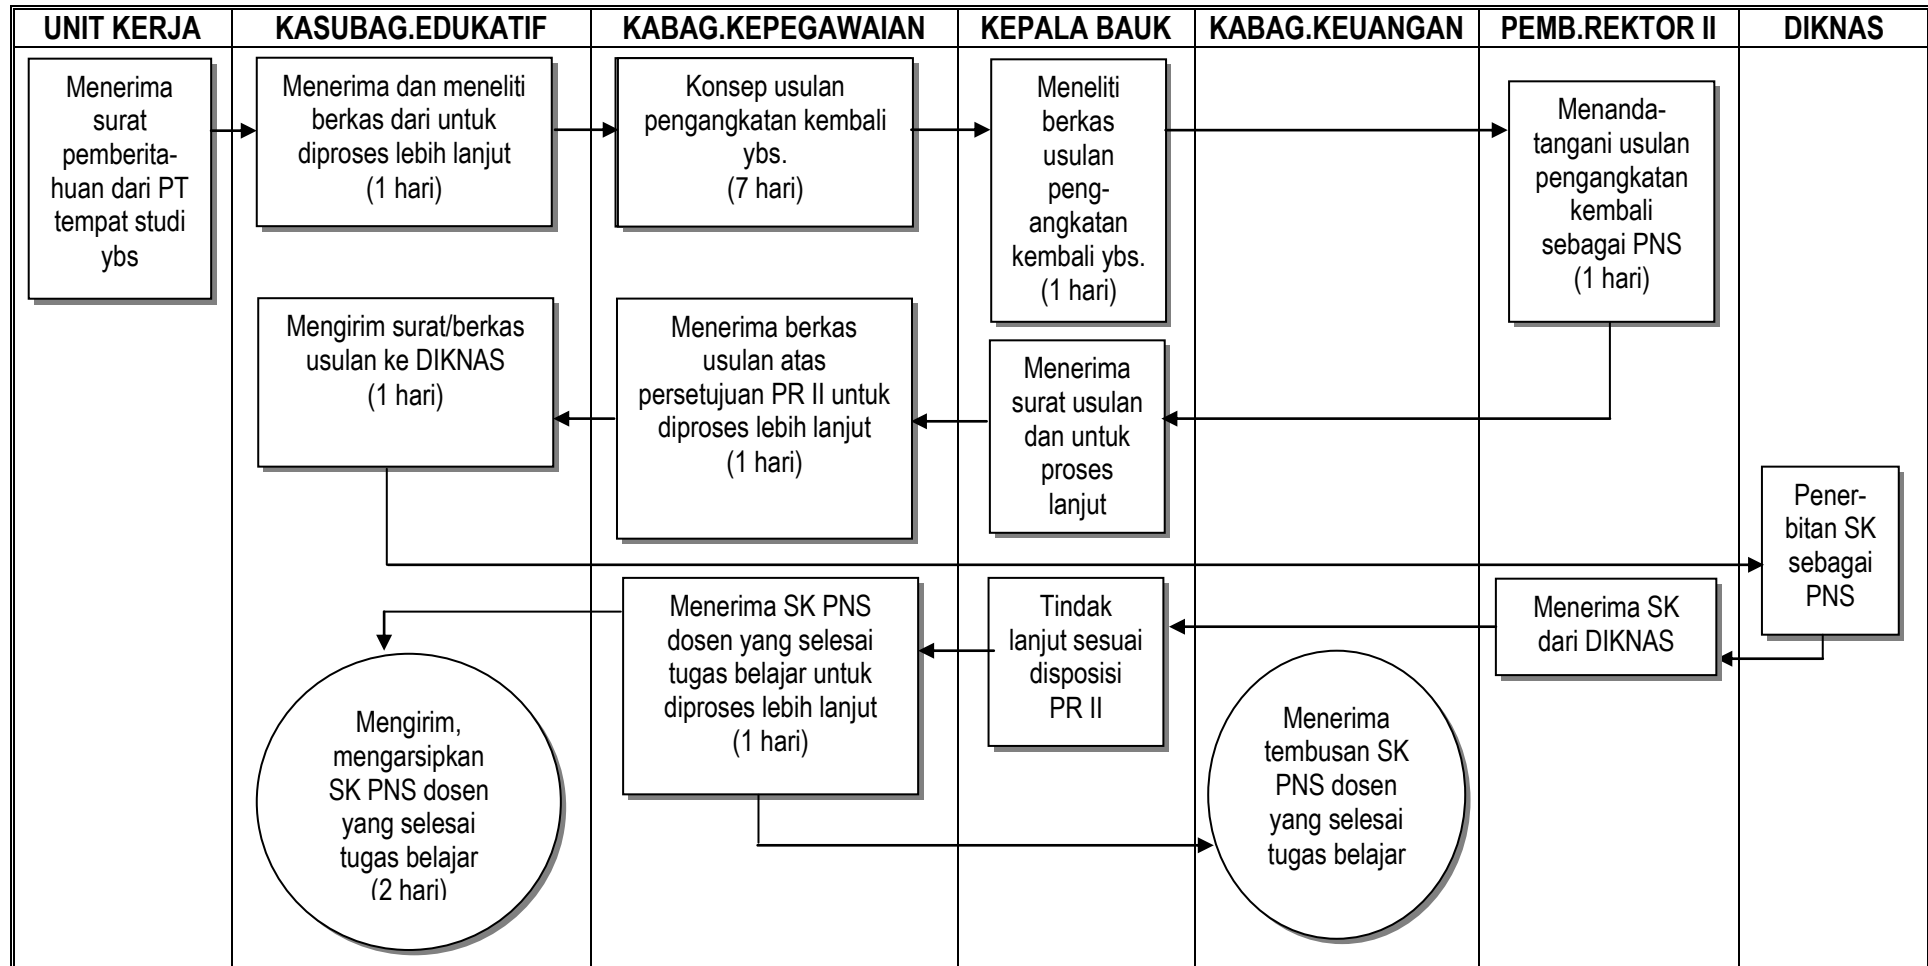 UNIT KERJA
KASUBAG.EDUKATIF
KABAG.KEPEGAWAIAN
KEPALA BAUK
KABAG.KEUANGAN
PEMB.REKTOR II
DIKNAS
Menerima
surat
pemberita-
huan dari PT
tempat studi
ybs
Menerima dan meneliti
berkas dari untuk
diproses lebih lanjut
(1 hari)
Konsep usulan
pengangkatan kembali
ybs.
(7 hari)
Meneliti
berkas
usulan
peng-
angkatan
kembali ybs.
(1 hari)
Menanda-
tangani usulan
pengangkatan
kembali
sebagai PNS
(1 hari)
Mengirim surat/berkas
usulan ke DIKNAS
(1 hari)
Menerima berkas
usulan atas
persetujuan PR II untuk
diproses lebih lanjut
(1 hari)
Menerima
surat usulan
dan untuk
proses
lanjut
Pener-
bitan SK
sebagai
PNS
Menerima SK PNS
dosen yang selesai
tugas belajar untuk
diproses lebih lanjut
(1 hari)
Tindak
lanjut sesuai
disposisi
PR II
Menerima SK
dari DIKNAS
Mengirim,
mengarsipkan
SK PNS dosen
yang selesai
tugas belajar
(2 hari)
Menerima
tembusan SK
PNS dosen
yang selesai
tugas belajar